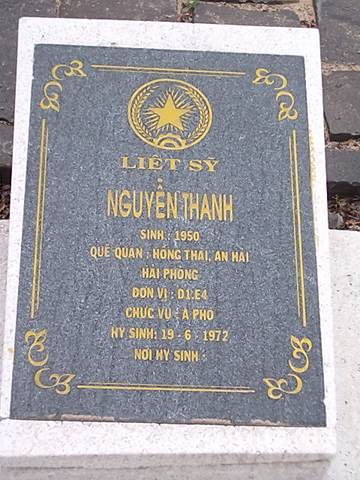 LIỆT SỸ
NGUYỄN THANH
SINH : 1950
QUÊ QUÁN : HỒNG THÁI, AN HẢI
HẢI PHÒNG
ĐƠN VỊ : D1.E4
CHỨC VỤ : A PHÓ
HY SINH: 19 - 6 - 1972
NƠI HY SINH :